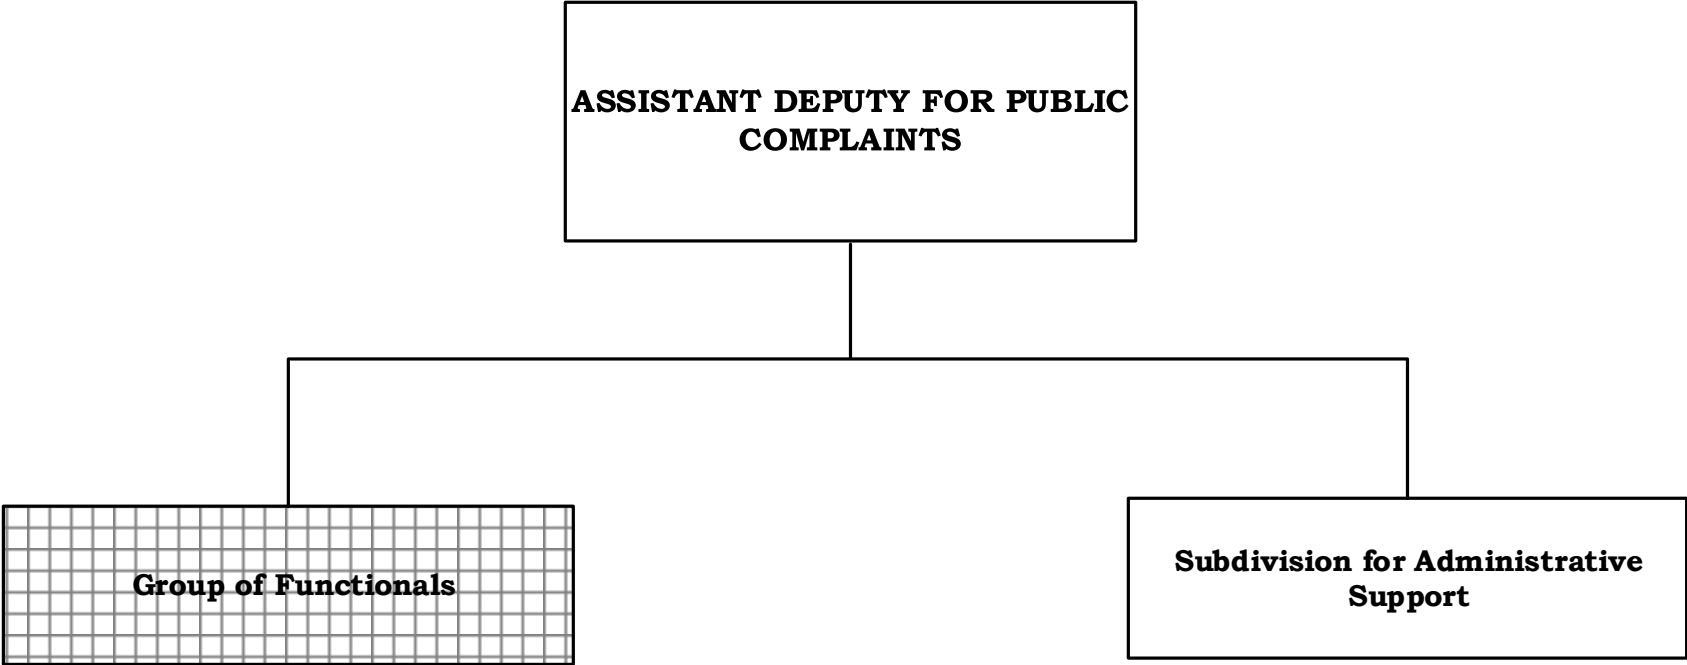 ASSISTANT DEPUTY FOR PUBLIC
COMPLAINTS
Group of Functionals
Subdivision for Administrative
Support